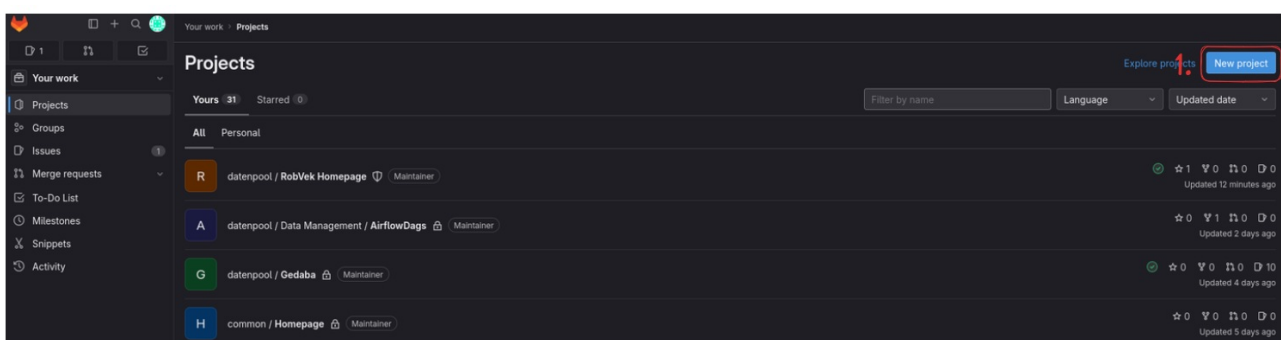 Your work › Projects
1
Your work
Projects
Groups
Issues 1
Merge requests
To-Do List
Milestones
Snippets
Activity
Projects
Explore projects 1. New project
Yours 31 Starred 0
Filter by name Language Updated date
All Personal
R datenpool / RobVek Homepage Maintainer 1 0 0 0
Updated 12 minutes ago
A datenpool / Data Management / AirflowDags Maintainer 0 1 0 0
Updated 2 days ago
G datenpool / Gedaba Maintainer 0 0 0 10
Updated 4 days ago
H common / Homepage Maintainer 0 0 0 0
Updated 5 days ago